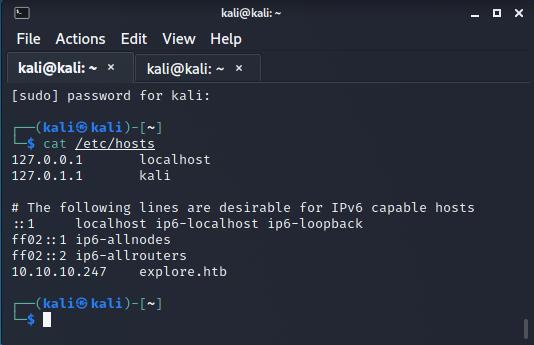 kali@kali: ~
File Actions Edit View Help
kali@kali: ~ × kali@kali: ~ ×
[sudo] password for kali:
┌──(kali㉿kali)-[~]
└─$ cat /etc/hosts
127.0.0.1 localhost
127.0.1.1 kali
# The following lines are desirable for IPv6 capable hosts
::1 localhost ip6-localhost ip6-loopback
ff02::1 ip6-allnodes
ff02::2 ip6-allrouters
10.10.10.247 explore.htb
┌──(kali㉿kali)-[~]
└─$